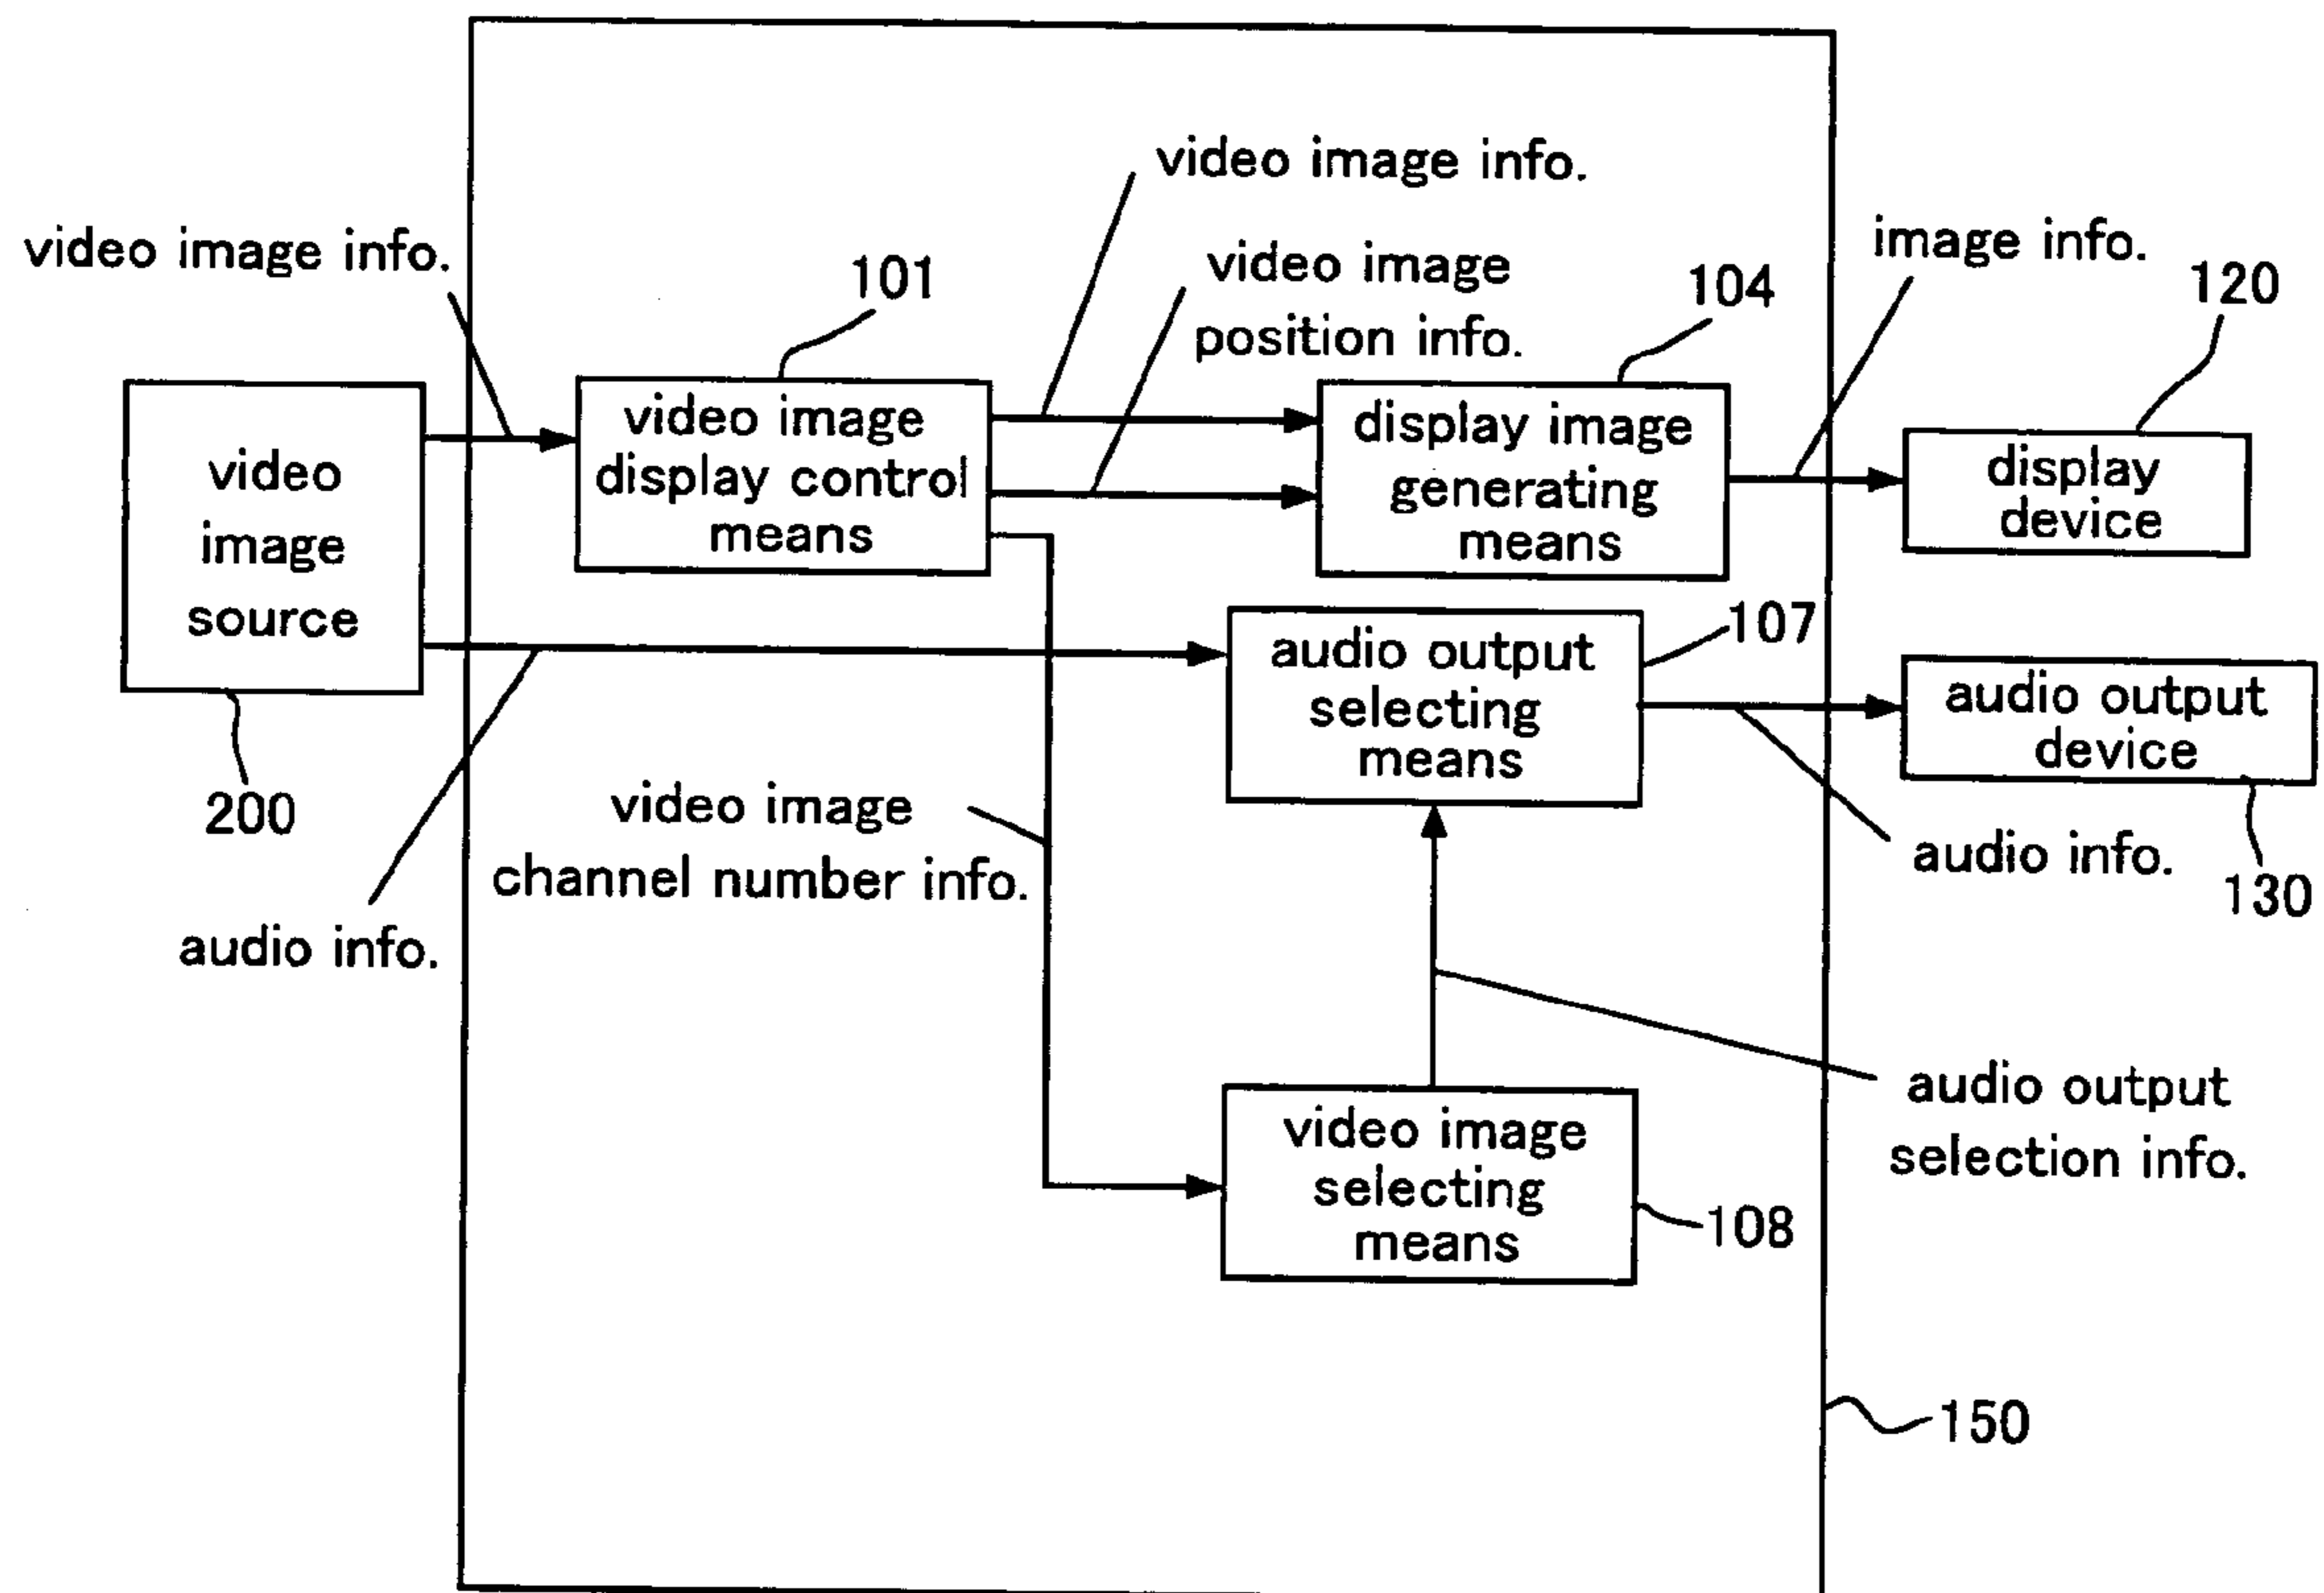 video image info.
video image info.
video image
position info.
image info.
101
104
120
video
image
source
200
video image
display control
means
display image
generating
means
display
device
audio output
selecting
means
107
audio output
device
130
audio info.
video image
channel number info.
audio info.
audio output
selection info.
video image
selecting
means
108
150